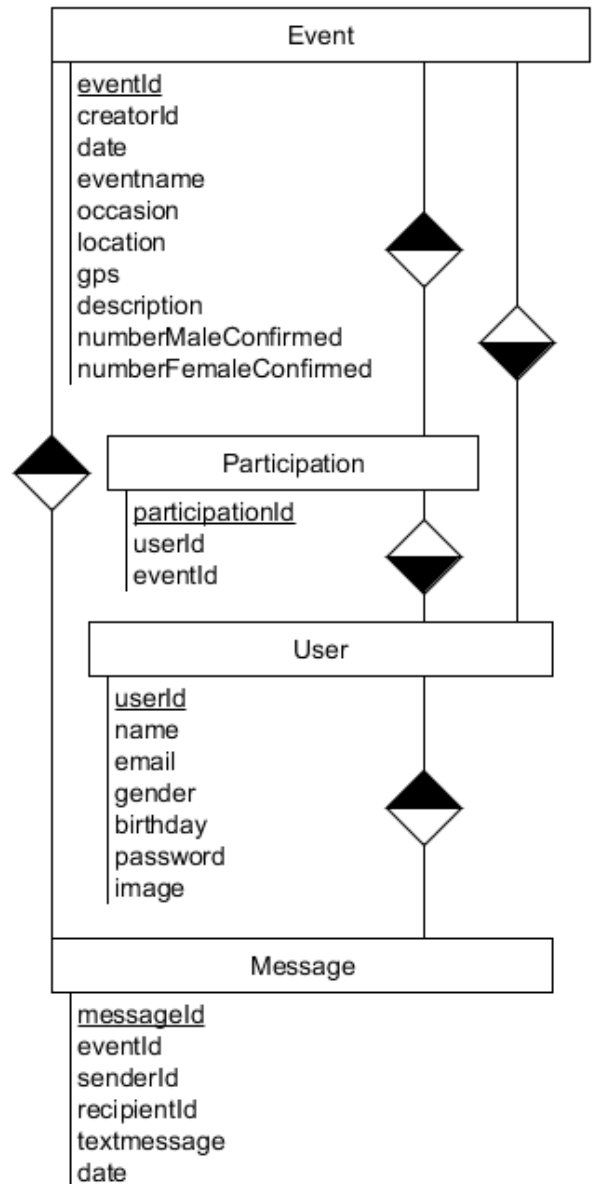 Event
eventId
creatorId
date
eventname
occasion
location
gps
description
numberMaleConfirmed
numberFemaleConfirmed
Participation
participationId
userId
eventId
User
userId
name
email
gender
birthday
password
image
Message
messageId
eventId
senderId
recipientId
textmessage
date